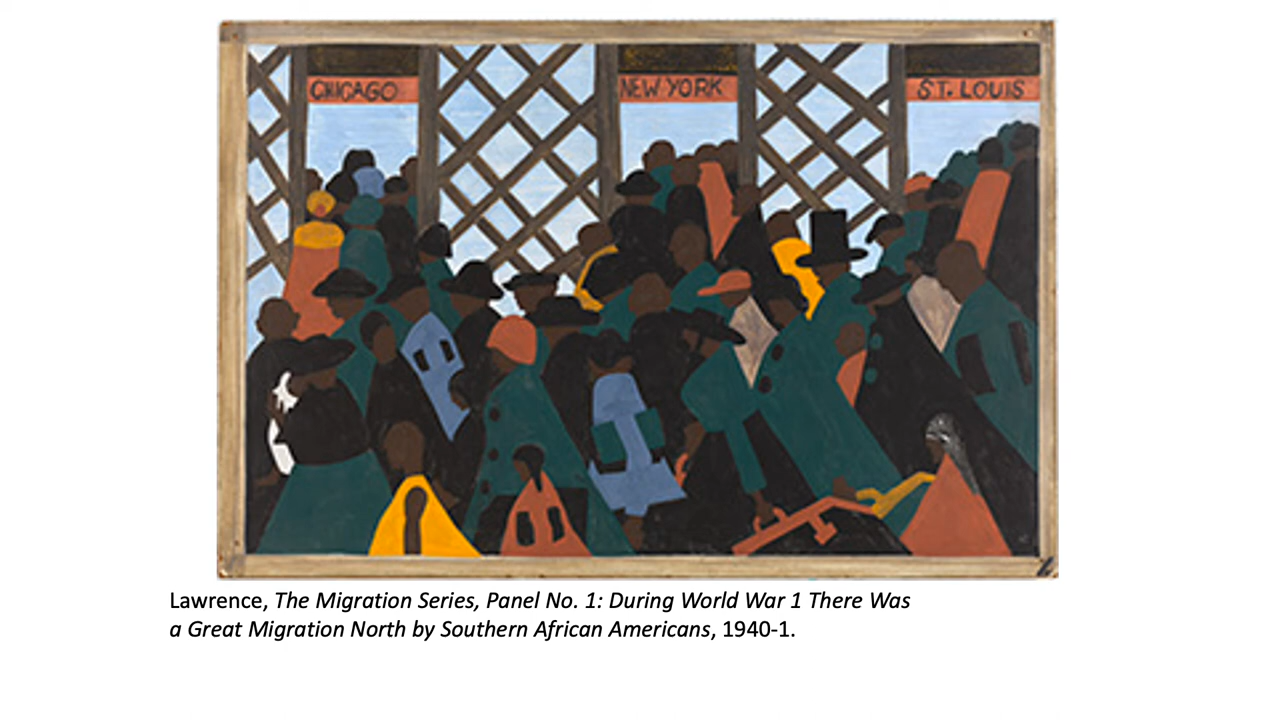 CHICAGO
NEW YORK
ST. LOUIS
Lawrence, The Migration Series, Panel No. 1: During World War 1 There Was
a Great Migration North by Southern African Americans, 1940-1.